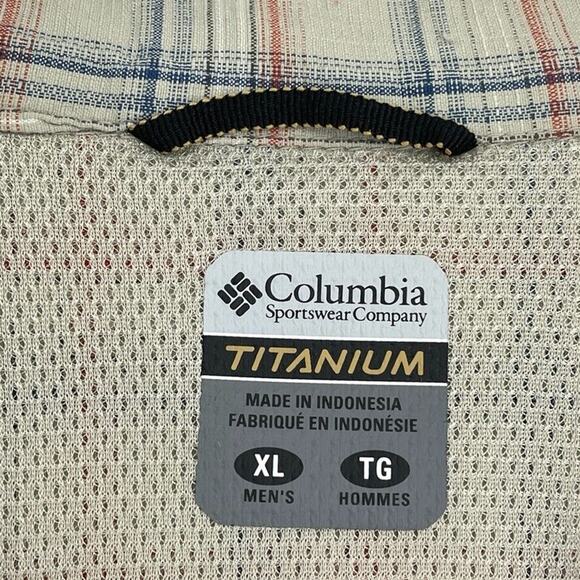 Columbia
Sportswear Company
TITANIUM
MADE IN INDONESIA
FABRIQUÉ EN INDONÉSIE
XL TG
MEN'S HOMMES